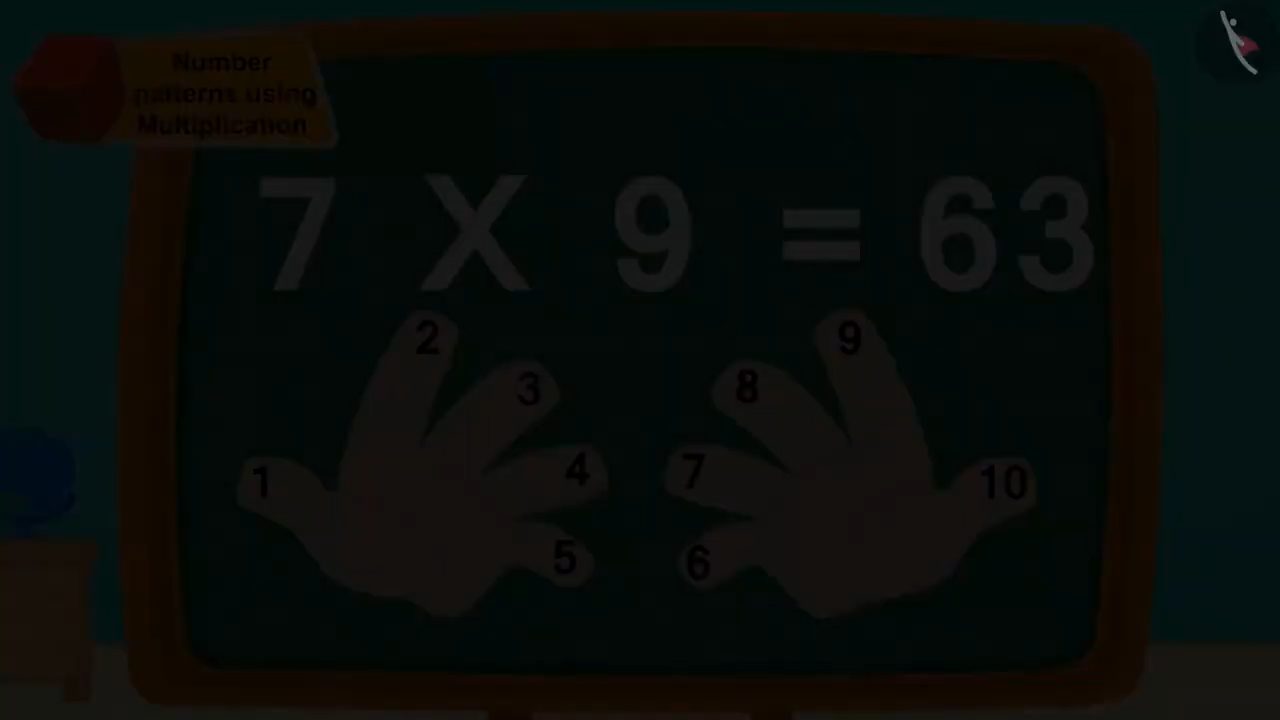 Number
patterns using
Multiplication
7 X 9 = 63
2 9
3 8
1 4 7 10
5 6